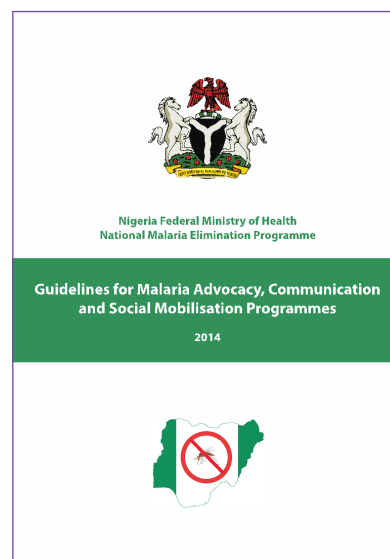 Nigeria Federal Ministry of Health
National Malaria Elimination Programme
Guidelines for Malaria Advocacy, Communication
and Social Mobilisation Programmes
2014